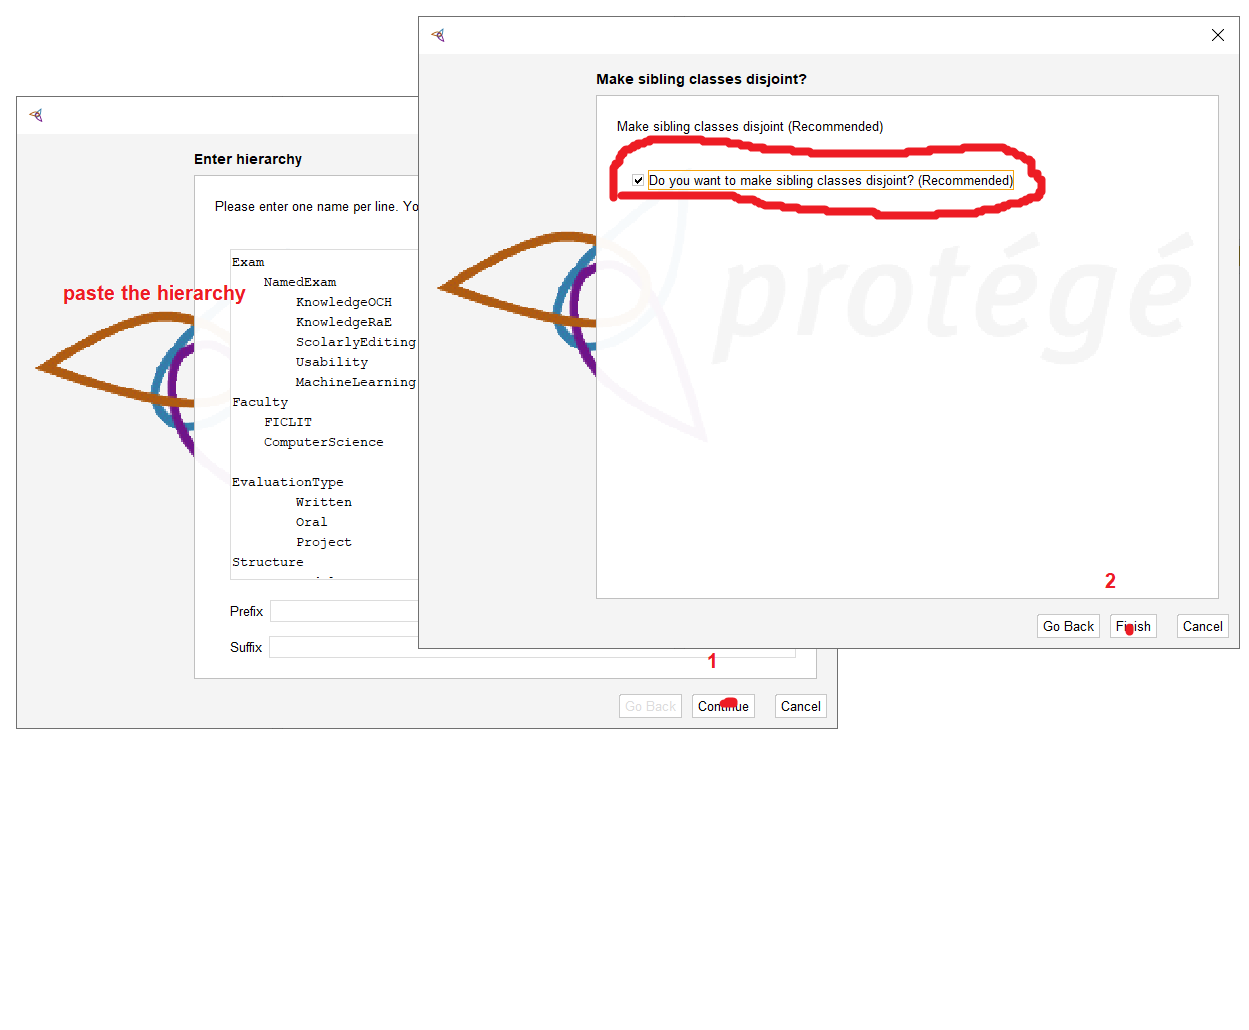 Make sibling classes disjoint?
Make sibling classes disjoint (Recommended)
Do you want to make sibling classes disjoint? (Recommended)
protégé
2
Go Back
Finish
Cancel
Enter hierarchy
Please enter one name per line.
paste the hierarchy
Exam
NamedExam
KnowledgeOCH
KnowledgeRaE
ScolarlyEditing
Usability
MachineLearning
Faculty
FICLIT
ComputerScience
EvaluationType
Written
Oral
Project
Structure
Prefix
Suffix
1
Go Back
Continue
Cancel